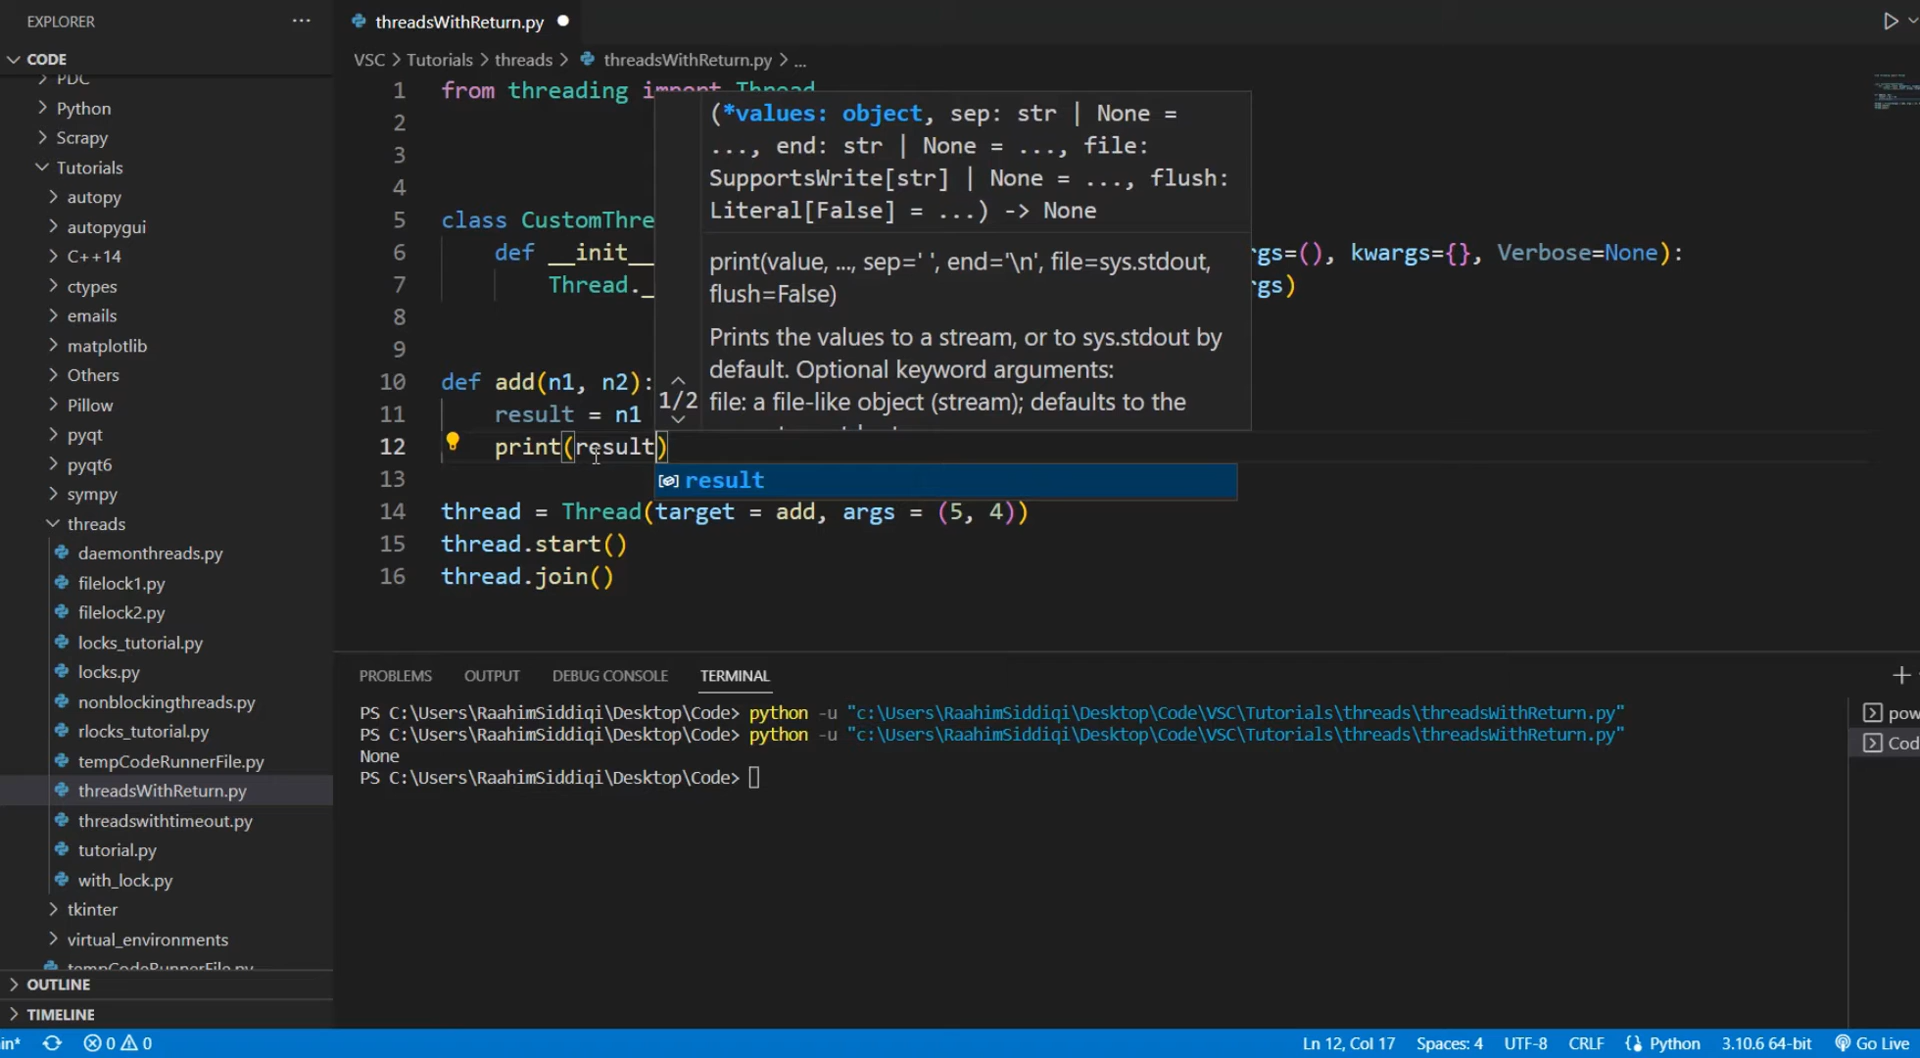 EXPLORER
...
threadsWithReturn.py
CODE
VSC > Tutorials > threads > threadsWithReturn.py > ...
PDC
Python
Scrapy
Tutorials
autopy
autopygui
C++14
ctypes
emails
matplotlib
Others
Pillow
pyqt
pyqt6
sympy
threads
daemonthreads.py
filelock1.py
filelock2.py
locks_tutorial.py
locks.py
nonblockingthreads.py
rlocks_tutorial.py
tempCodeRunnerFile.py
threadsWithReturn.py
threadswithtimeout.py
tutorial.py
with_lock.py
tkinter
virtual_environments
tempCodeRunnerFile.py
OUTLINE
TIMELINE
1 from threading import Thread
2
3
4
5 class CustomThre
6 def __init__ rgs=(), kwargs={}, Verbose=None):
7 Thread._ rgs)
8
9
10 def add(n1, n2):
11 result = n1
12 print(result)
13
14 thread = Thread(target = add, args = (5, 4))
15 thread.start()
16 thread.join()
(*values: object, sep: str | None =
..., end: str | None = ..., file:
SupportsWrite[str] | None = ..., flush:
Literal[False] = ...) -> None
print(value, ..., sep=' ', end='\n', file=sys.stdout,
flush=False)
Prints the values to a stream, or to sys.stdout by
default. Optional keyword arguments:
file: a file-like object (stream); defaults to the
1/2
result
PROBLEMS OUTPUT DEBUG CONSOLE TERMINAL
PS C:\Users\RaahimSiddiqi\Desktop\Code> python -u "c:\Users\RaahimSiddiqi\Desktop\Code\VSC\Tutorials\threads\threadsWithReturn.py"
PS C:\Users\RaahimSiddiqi\Desktop\Code> python -u "c:\Users\RaahimSiddiqi\Desktop\Code\VSC\Tutorials\threads\threadsWithReturn.py"
None
PS C:\Users\RaahimSiddiqi\Desktop\Code>
pow
Cod
in* 0 0 Ln 12, Col 17 Spaces: 4 UTF-8 CRLF Python 3.10.6 64-bit Go Live